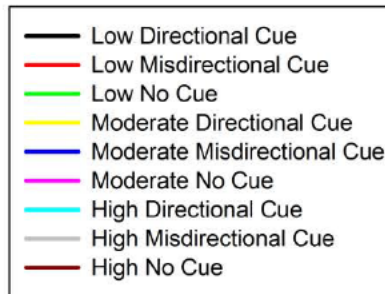 Low Directional Cue
Low Misdirectional Cue
Low No Cue
Moderate Directional Cue
Moderate Misdirectional Cue
Moderate No Cue
High Directional Cue
High Misdirectional Cue
High No Cue